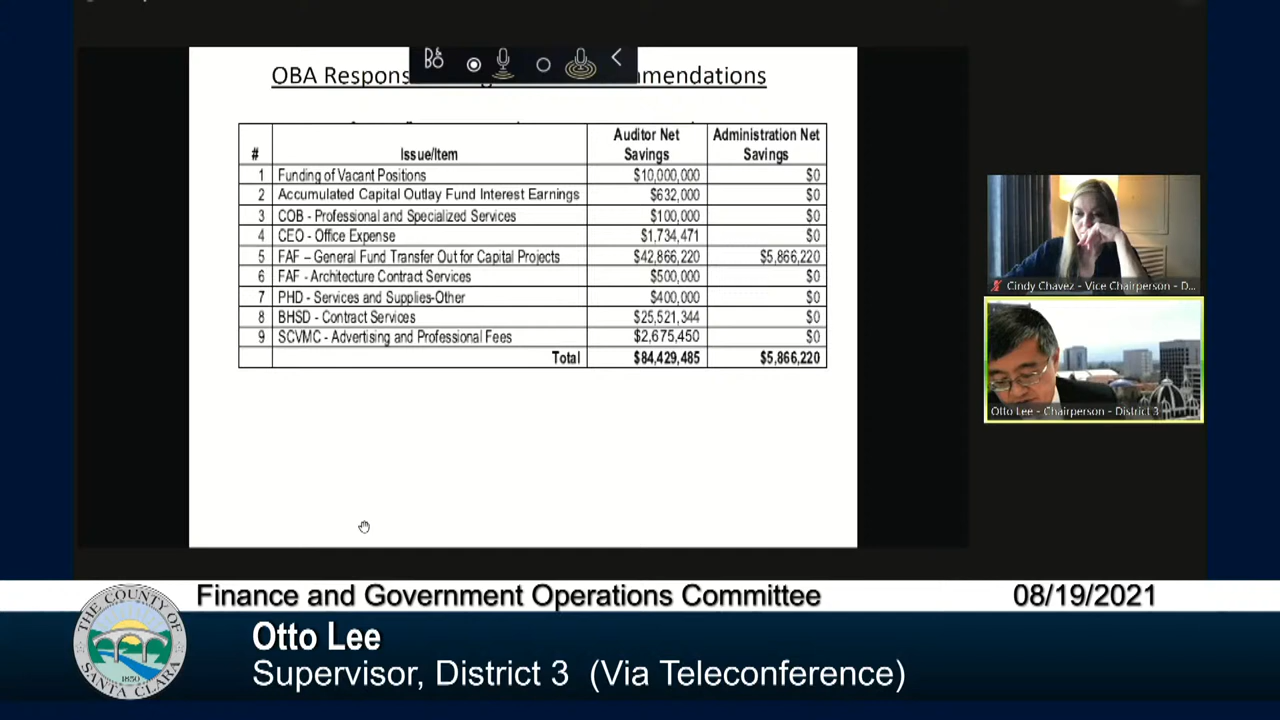 OBA Respons mendations
# Issue/Item Auditor Net Savings Administration Net Savings
1 Funding of Vacant Positions $10,000,000 $0
2 Accumulated Capital Outlay Fund Interest Earnings $632,000 $0
3 COB - Professional and Specialized Services $100,000 $0
4 CEO - Office Expense $1,734,471 $0
5 FAF – General Fund Transfer Out for Capital Projects $42,866,220 $5,866,220
6 FAF - Architecture Contract Services $500,000 $0
7 PHD - Services and Supplies-Other $400,000 $0
8 BHSD - Contract Services $25,521,344 $0
9 SCVMC - Advertising and Professional Fees $2,675,450 $0
Total $84,429,485 $5,866,220
Cindy Chavez - Vice Chairperson - D...
Otto Lee - Chairperson - District 3
Finance and Government Operations Committee 08/19/2021
THE COUNTY OF
SANTA CLARA
1850
Otto Lee
Supervisor, District 3 (Via Teleconference)